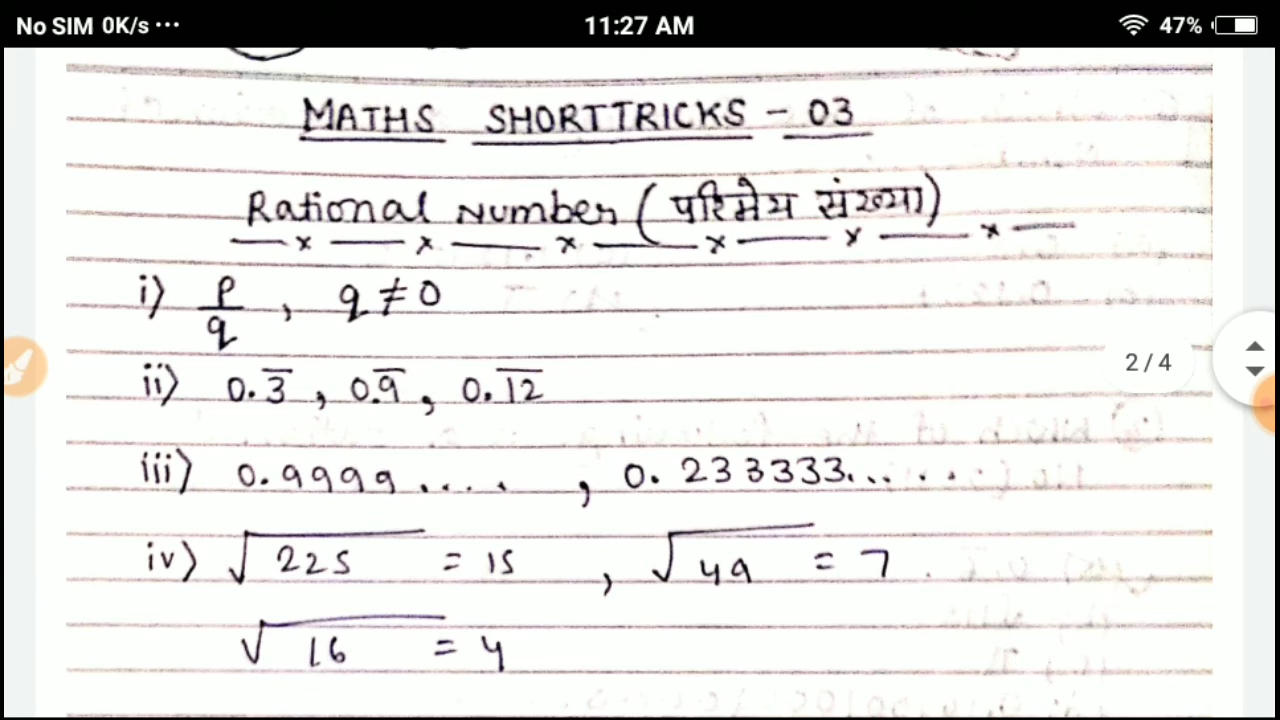 No SIM 0K/s ...
11:27 AM
47%
MATHS SHORTTRICKS - 03
Rational Number (परिमेय संख्या)
i) p/q , q ≠ 0
2/4
ii) 0.3̅ , 0.9̅ , 0.1̅2̅
iii) 0.9999.... , 0.233333.....
iv) √225 = 15 , √49 = 7 .
√16 = 4